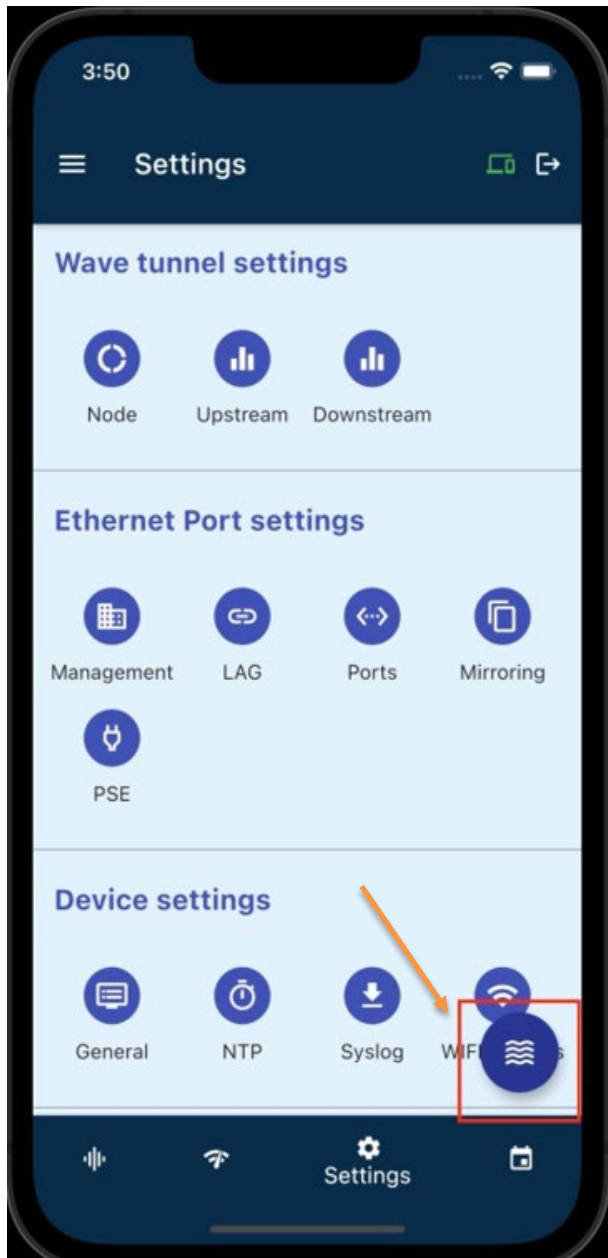 3:50
Settings
Wave tunnel settings
Node Upstream Downstream
Ethernet Port settings
Management LAG Ports Mirroring
PSE
Device settings
General NTP Syslog
Settings